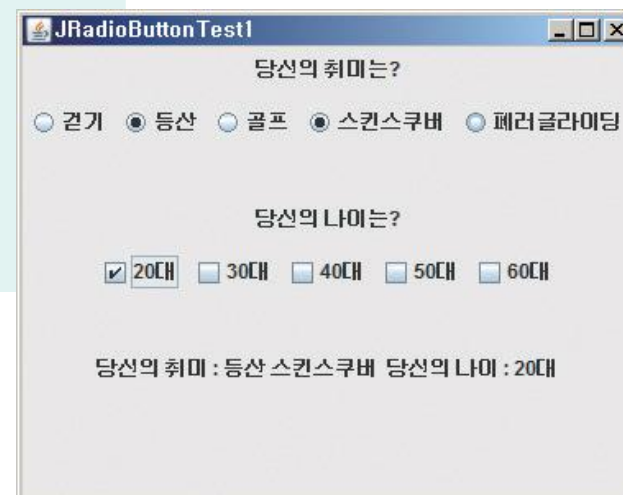 JRadioButtonTest1
당신의 취미는?
걷기 등산 골프 스킨스쿠버 페러글라이딩
당신의 나이는?
20대 30대 40대 50대 60대
당신의 취미 : 등산 스킨스쿠버 당신의 나이 : 20대